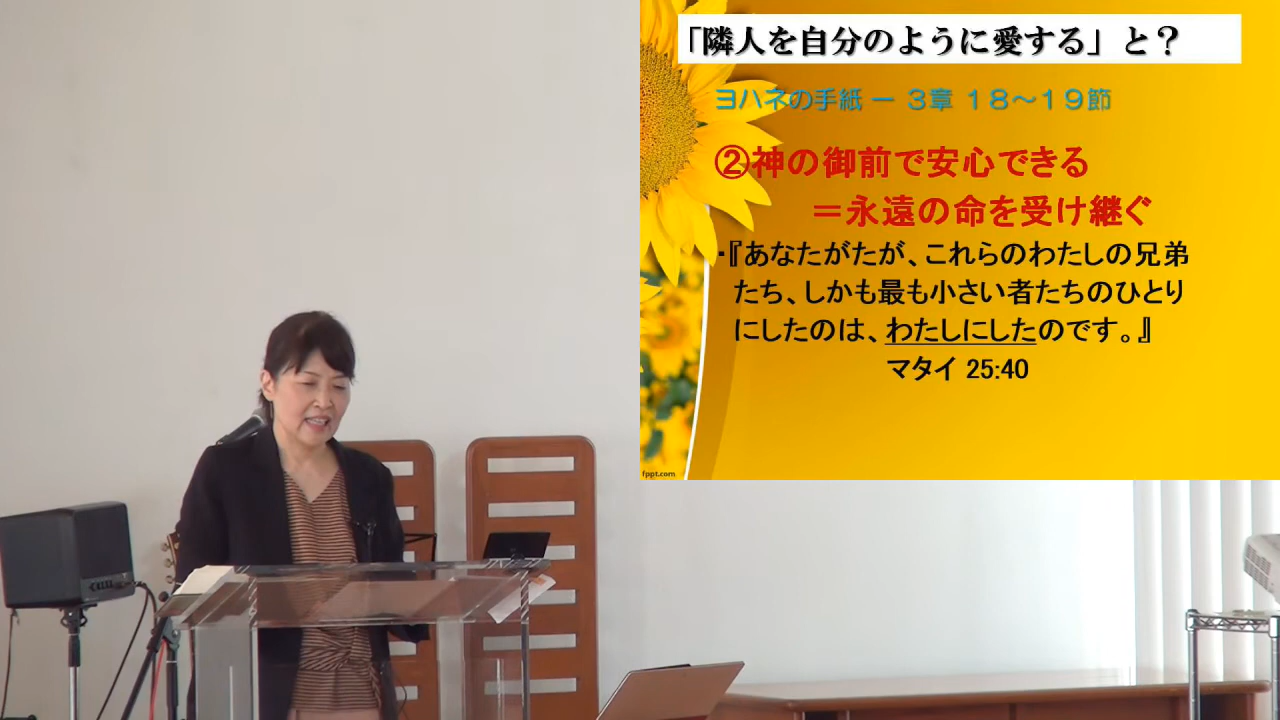 「隣人を自分のように愛する」と？
ヨハネの手紙 － ３章 １８～１９節
②神の御前で安心できる
＝永遠の命を受け継ぐ
・『あなたがたが、これらのわたしの兄弟
たち、しかも最も小さい者たちのひとり
にしたのは、わたしにしたのです。』
マタイ 25:40
fppt.com